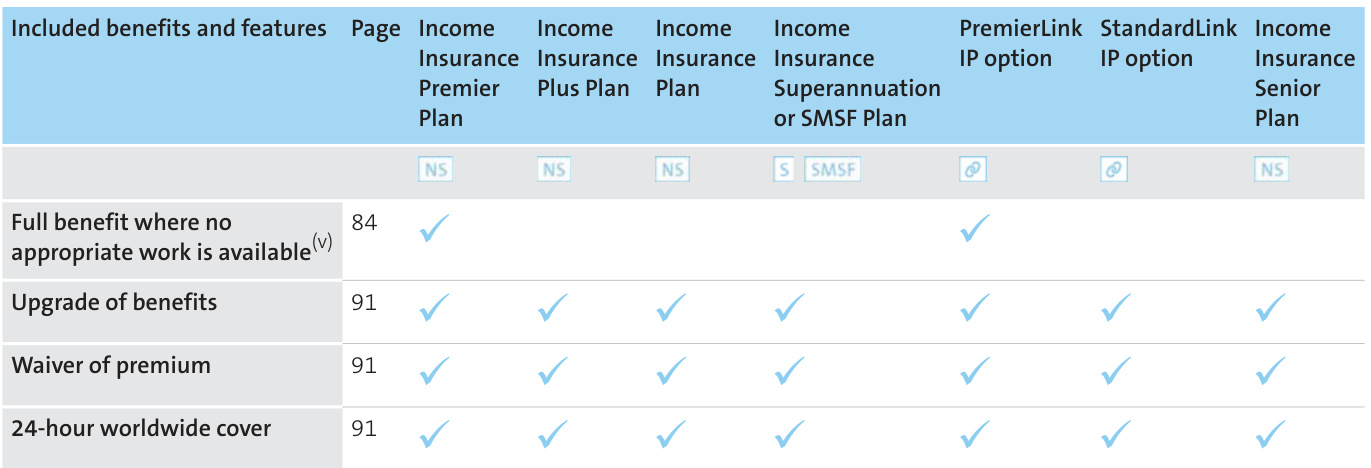 Included benefits and features Page Income Income Income Income PremierLink StandardLink Income
Insurance Insurance Insurance Insurance IP option IP option Insurance
Premier Plus Plan Plan Superannuation Senior
Plan or SMSF Plan Plan
NS NS NS S SMSF NS
Full benefit where no 84
appropriate work is available(v)
Upgrade of benefits 91
Waiver of premium 91
24-hour worldwide cover 91